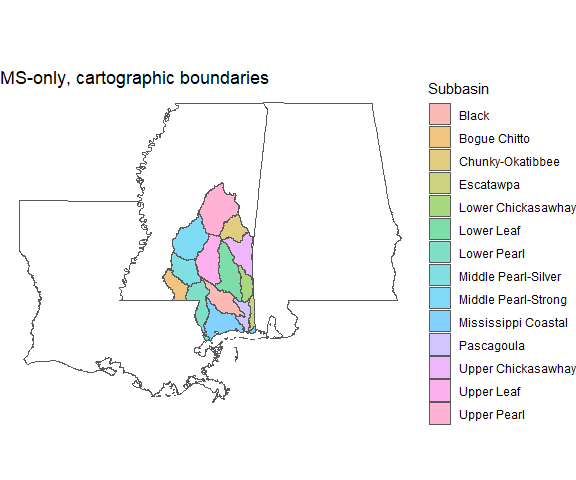 MS-only, cartographic boundaries
Subbasin
Black
Bogue Chitto
Chunky-Okatibbee
Escatawpa
Lower Chickasawhay
Lower Leaf
Lower Pearl
Middle Pearl-Silver
Middle Pearl-Strong
Mississippi Coastal
Pascagoula
Upper Chickasawhay
Upper Leaf
Upper Pearl